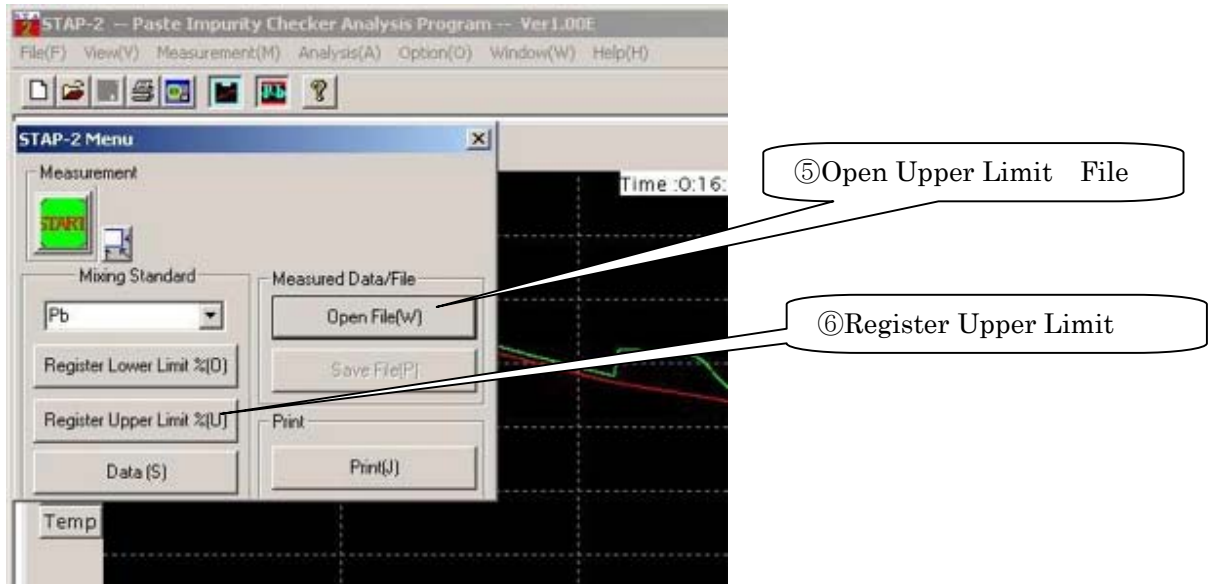 STAP-2 -- Paste Impurity Checker Analysis Program -- Ver1.00E
File(F) View(V) Measurement(M) Analysis(A) Option(O) Window(W) Help(H)
Pb
STAP-2 Menu
Measurement
START
Time :0:16:
⑤Open Upper Limit File
Mixing Standard
Measured Data/File
Pb
Open File(W)
⑥Register Upper Limit
Register Lower Limit %(O)
Save File(P)
Register Upper Limit %(U)
Print
Data (S)
Print(J)
Temp